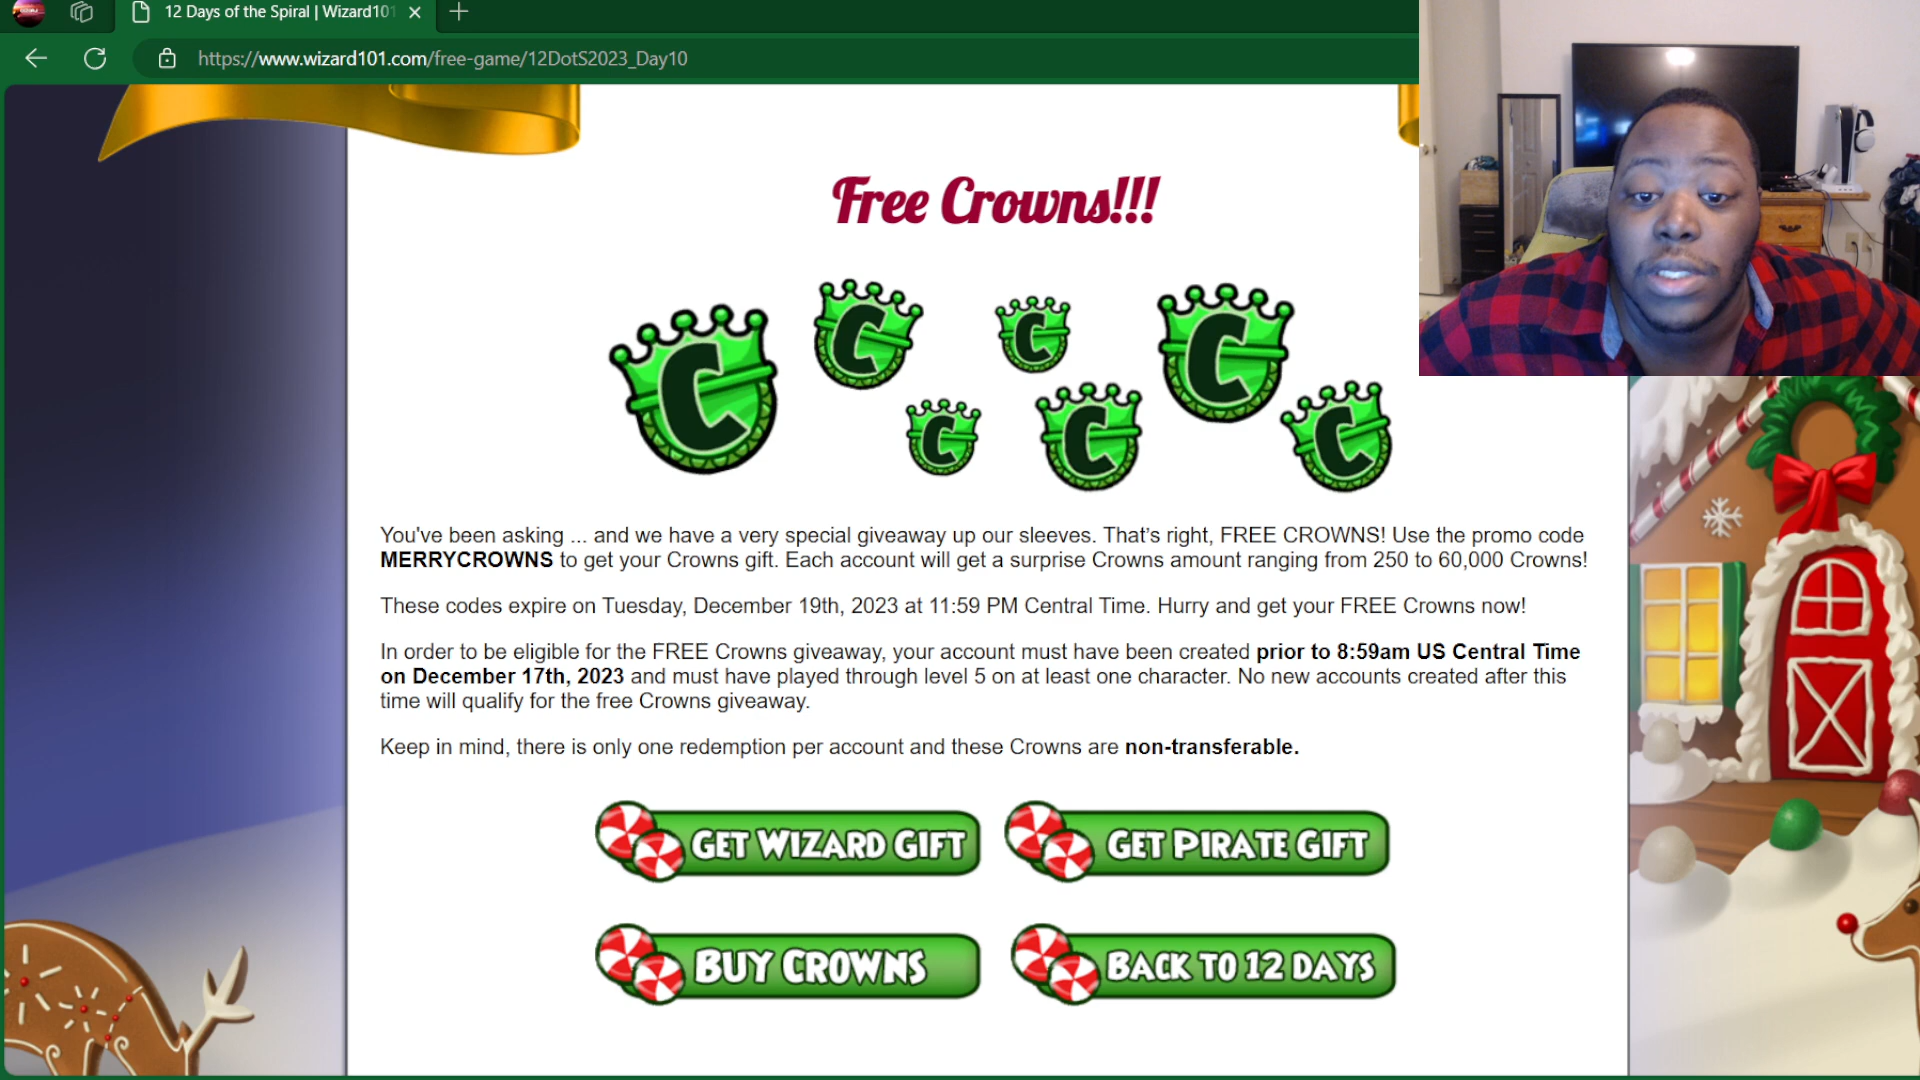 12 Days of the Spiral | Wizard101
https://www.wizard101.com/free-game/12DotS2023_Day10
Free Crowns!!!
C C C C C C C
You've been asking ... and we have a very special giveaway up our sleeves. That's right, FREE CROWNS! Use the promo code
MERRYCROWNS to get your Crowns gift. Each account will get a surprise Crowns amount ranging from 250 to 60,000 Crowns!
These codes expire on Tuesday, December 19th, 2023 at 11:59 PM Central Time. Hurry and get your FREE Crowns now!
In order to be eligible for the FREE Crowns giveaway, your account must have been created prior to 8:59am US Central Time
on December 17th, 2023 and must have played through level 5 on at least one character. No new accounts created after this
time will qualify for the free Crowns giveaway.
Keep in mind, there is only one redemption per account and these Crowns are non-transferable.
GET WIZARD GIFT
GET PIRATE GIFT
BUY CROWNS
BACK TO 12 DAYS